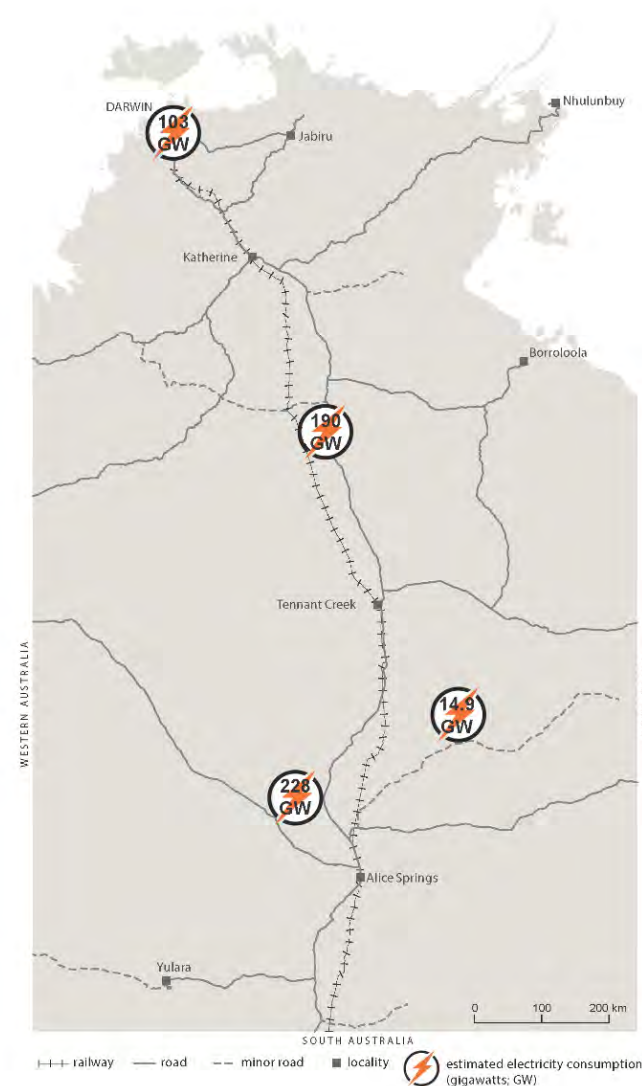 Nhulunbuy
DARWIN
103
GW
Jabiru
Katherine
Borroloola
190
GW
Tennant Creek
WESTERN AUSTRALIA
14.9
GW
228
GW
Alice Springs
Yulara
0 100 200 km
SOUTH AUSTRALIA
railway road minor road locality estimated electricity consumption
(gigawatts; GW)